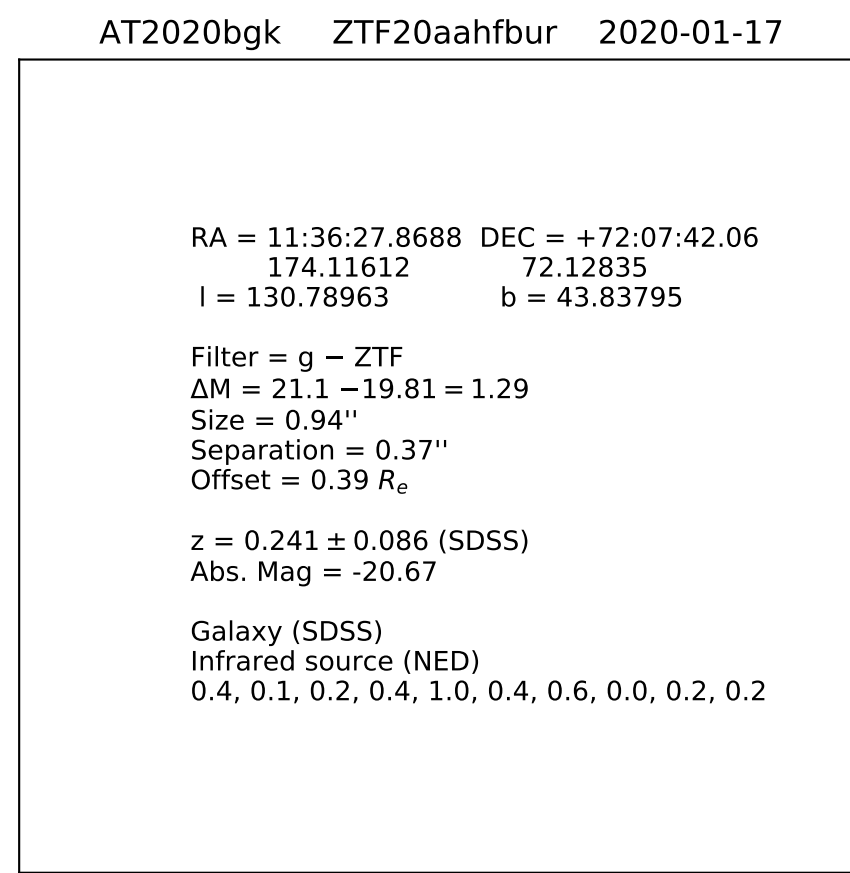 AT2020bgk ZTF20aahfbur 2020-01-17
RA = 11:36:27.8688 DEC = +72:07:42.06
174.11612 72.12835
l = 130.78963 b = 43.83795
Filter = g − ZTF
ΔM = 21.1 −19.81 = 1.29
Size = 0.94''
Separation = 0.37''
Offset = 0.39 Re
z = 0.241 ± 0.086 (SDSS)
Abs. Mag = -20.67
Galaxy (SDSS)
Infrared source (NED)
0.4, 0.1, 0.2, 0.4, 1.0, 0.4, 0.6, 0.0, 0.2, 0.2